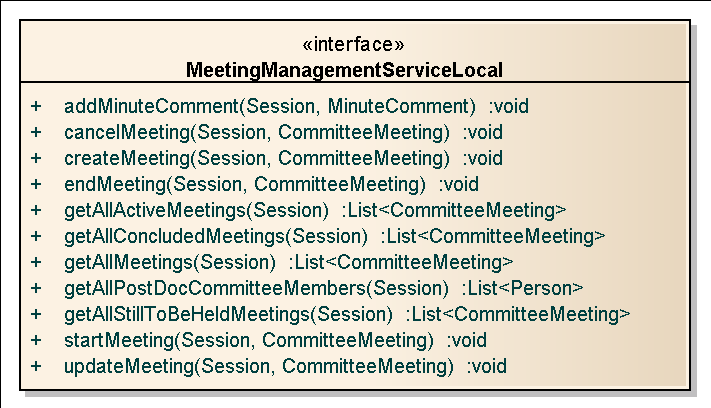 «interface»
MeetingManagementServiceLocal
+ addMinuteComment(Session, MinuteComment) :void
+ cancelMeeting(Session, CommitteeMeeting) :void
+ createMeeting(Session, CommitteeMeeting) :void
+ endMeeting(Session, CommitteeMeeting) :void
+ getAllActiveMeetings(Session) :List<CommitteeMeeting>
+ getAllConcludedMeetings(Session) :List<CommitteeMeeting>
+ getAllMeetings(Session) :List<CommitteeMeeting>
+ getAllPostDocCommitteeMembers(Session) :List<Person>
+ getAllStillToBeHeldMeetings(Session) :List<CommitteeMeeting>
+ startMeeting(Session, CommitteeMeeting) :void
+ updateMeeting(Session, CommitteeMeeting) :void